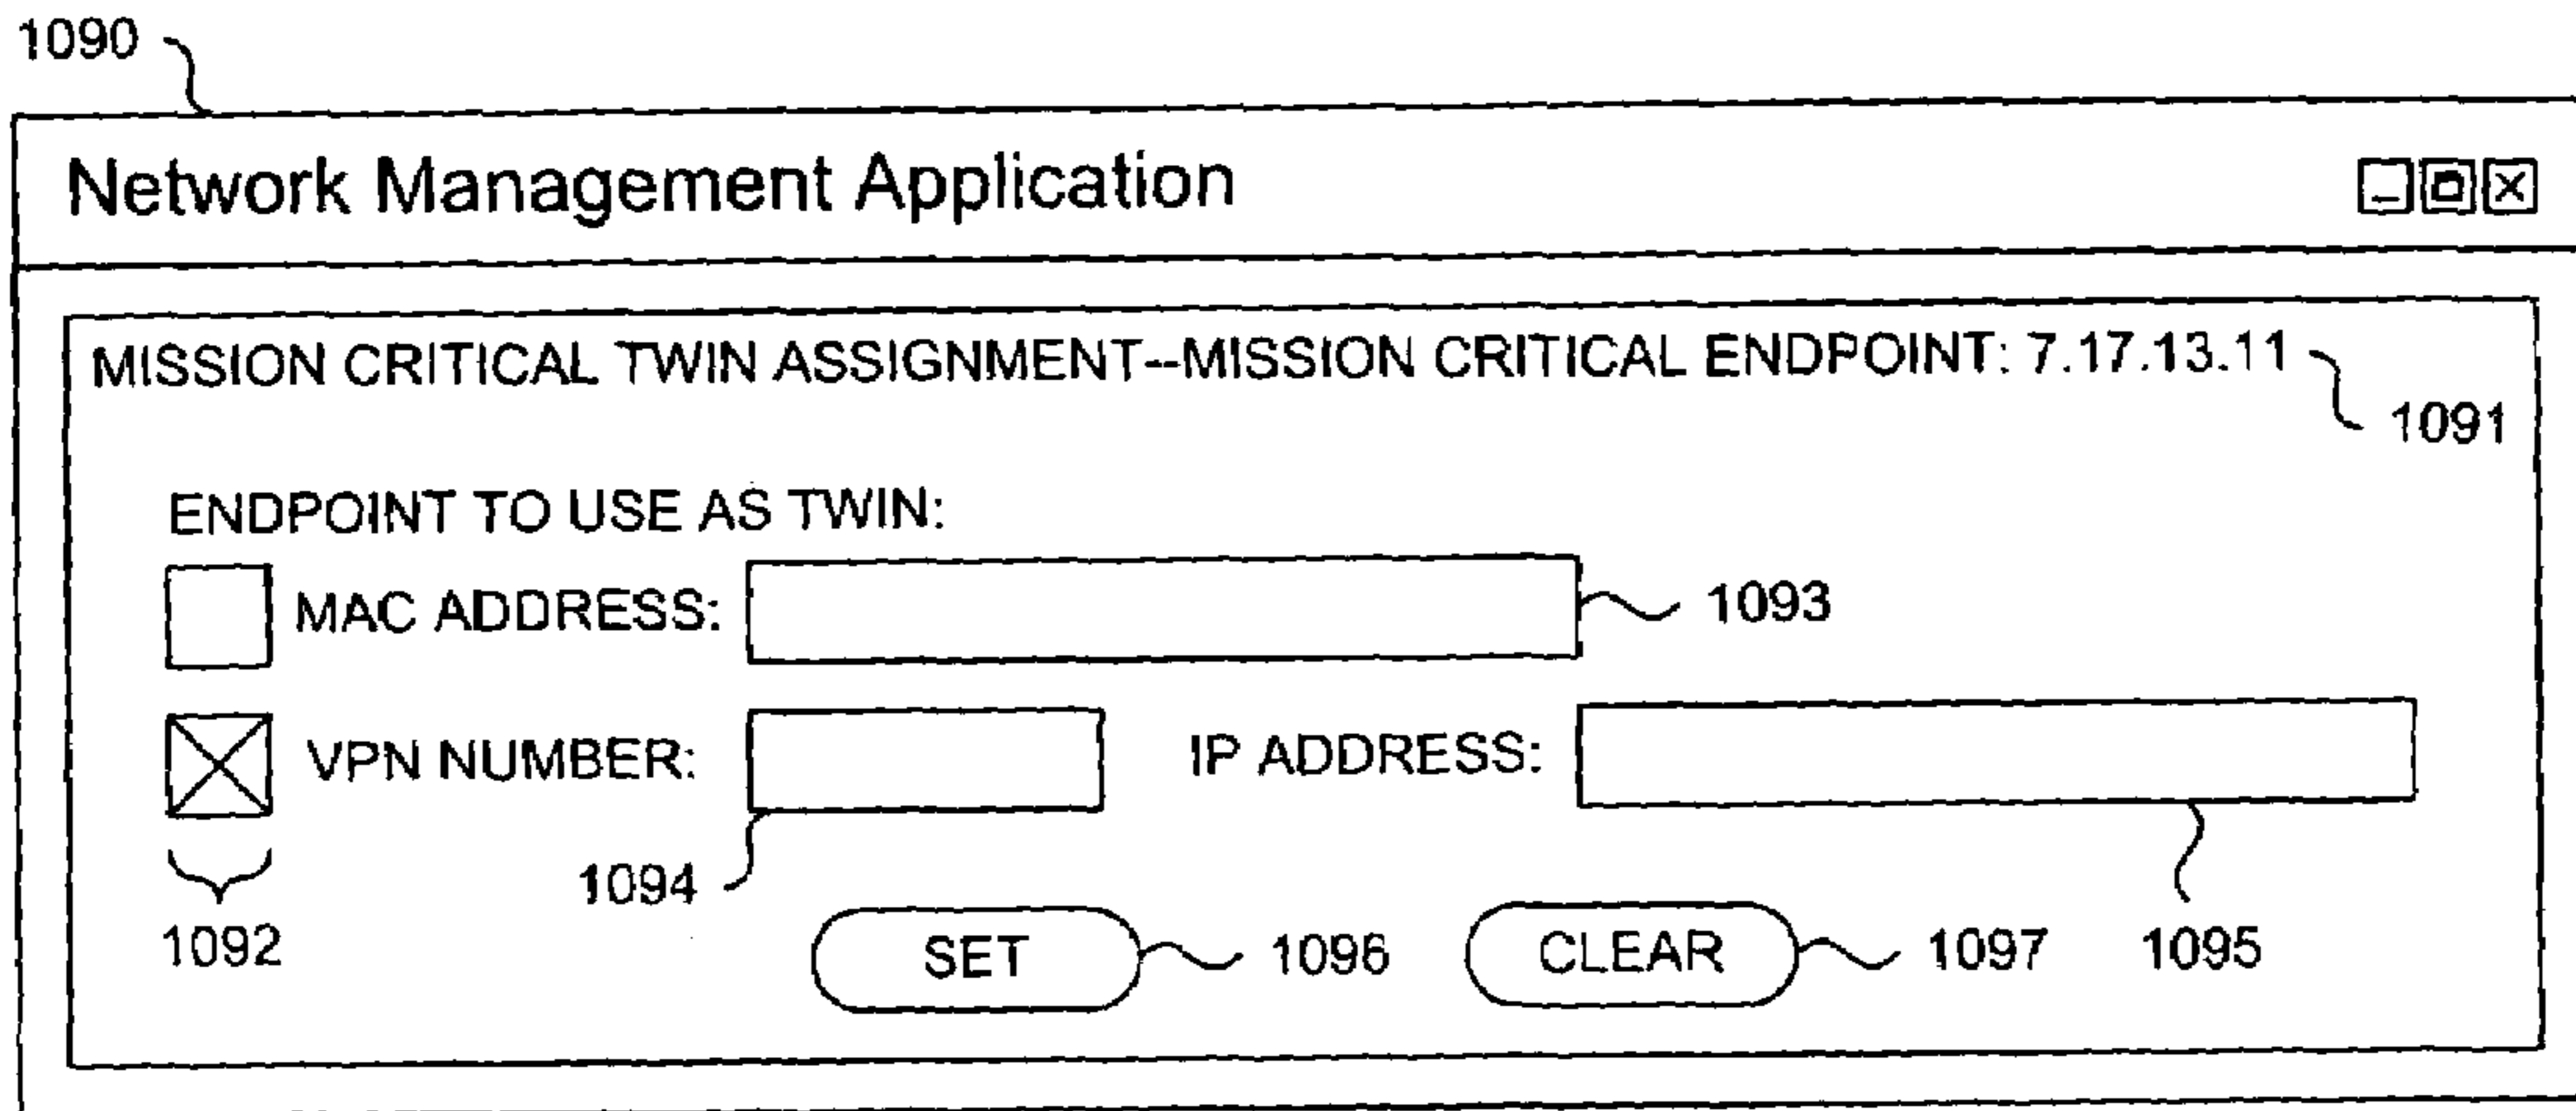 1090
Network Management Application
MISSION CRITICAL TWIN ASSIGNMENT--MISSION CRITICAL ENDPOINT: 7.17.13.11
1091
ENDPOINT TO USE AS TWIN:
MAC ADDRESS:
1093
VPN NUMBER:
IP ADDRESS:
1094
1092
SET
1096
CLEAR
1097
1095